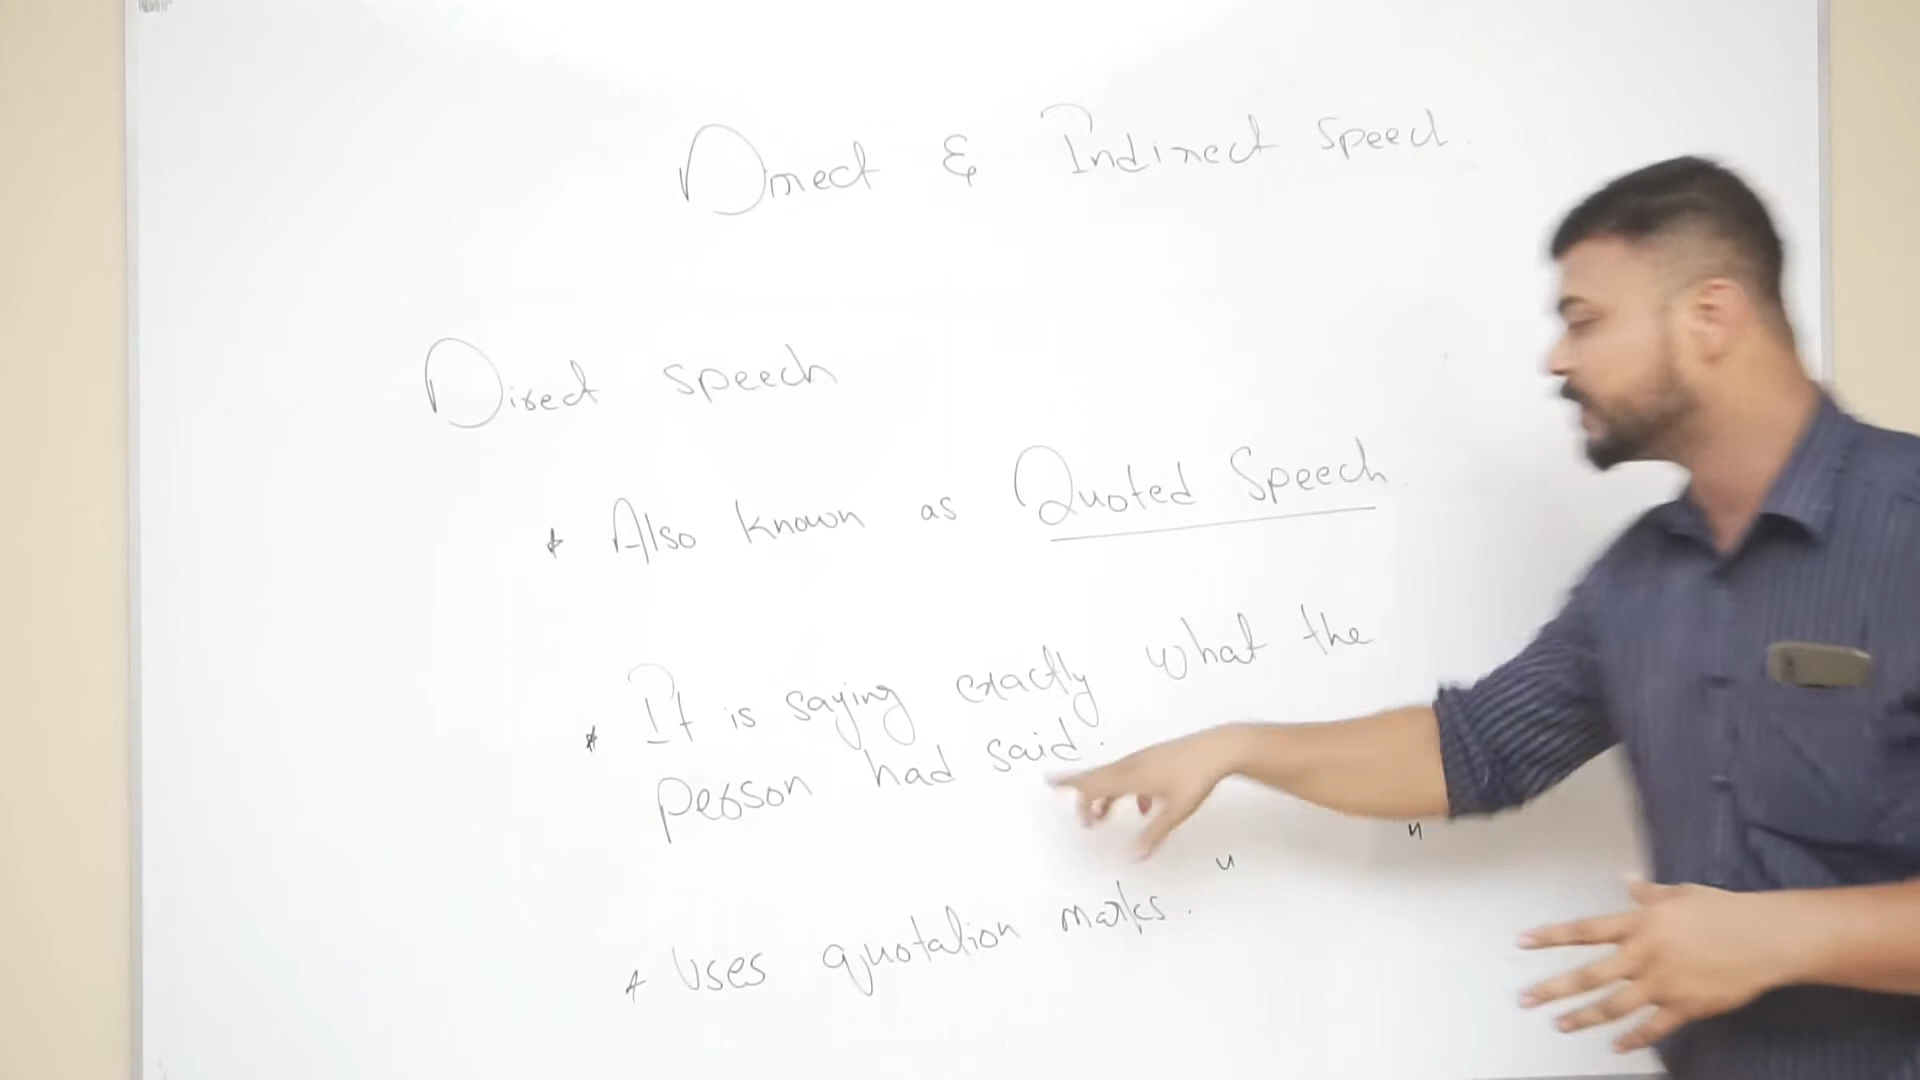 Direct & Indirect Speech
Direct speech
* Also known as Quoted Speech.
* It is saying exactly what the
person had said.
* Uses quotation marks. " "